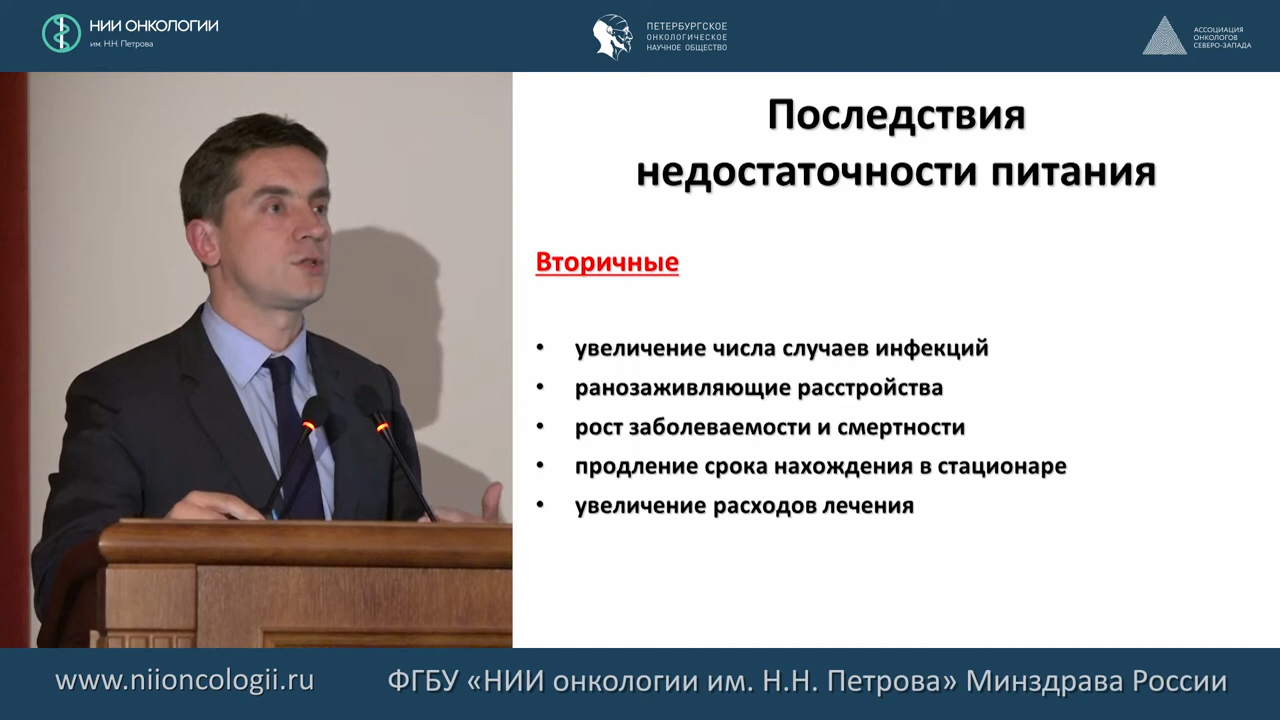 НИИ ОНКОЛОГИИ
им. Н.Н. Петрова
ПЕТЕРБУРГСКОЕ
ОНКОЛОГИЧЕСКОЕ
НАУЧНОЕ ОБЩЕСТВО
АССОЦИАЦИЯ
ОНКОЛОГОВ
СЕВЕРО-ЗАПАДА
Последствия
недостаточности питания
Вторичные
• увеличение числа случаев инфекций
• ранозаживляющие расстройства
• рост заболеваемости и смертности
• продление срока нахождения в стационаре
• увеличение расходов лечения
www.niioncologii.ru
ФГБУ «НИИ онкологии им. Н.Н. Петрова» Минздрава России